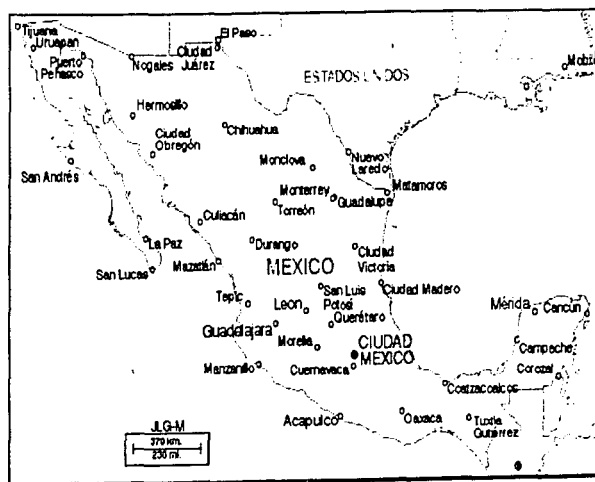 Tijuana
El Paso
Uruapan
Ciudad
Juárez
Puerto
Peñasco
Nogales
ESTADOS UNIDOS
Hermosillo
Chihuahua
Ciudad
Obregón
San Andrés
Monclova
Nuevo
Laredo
Monterrey
Guadalupe
Matamoros
Torreón
Culiacán
La Paz
Durango
Ciudad
Victoria
San Lucas
Mazatlán
MEXICO
Ciudad Madero
San Luis
Potosí
Tepic
León
Mérida
Cancún
Guadalajara
Querétaro
Morelia
CIUDAD
MEXICO
Campeche
Manzanillo
Cuernavaca
Corozal
Coatzacoalcos
Acapulco
Oaxaca
Tuxtla
Gutiérrez
JLG-M
370 km.
230 mi.